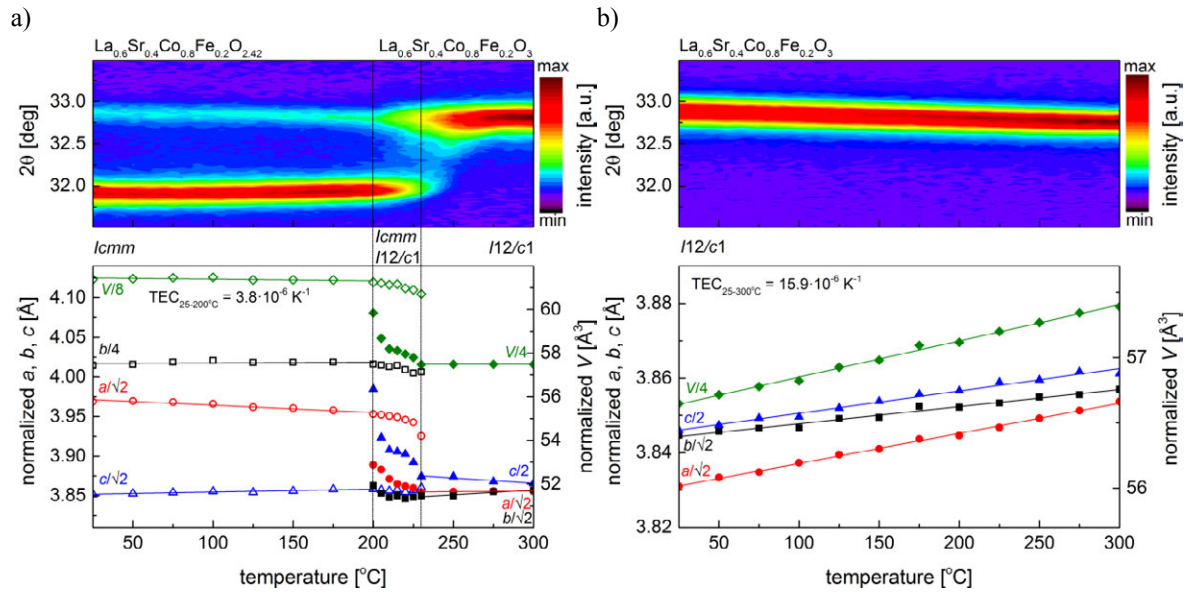 a)
La0.6Sr0.4Co0.8Fe0.2O2.42
La0.6Sr0.4Co0.8Fe0.2O3
max
33.0
32.5
32.0
2θ [deg]
intensity [a.u.]
min
Icmm
Icmm
I12/c1
I12/c1
4.10
4.05
4.00
3.95
3.90
3.85
normalized a, b, c [Å]
V/8
TEC25-200°C = 3.8·10-6 K-1
b/4
a/√2
c/√2
V/4
c/2
a/√2
b/√2
60
58
57
55
54
52
normalized V [Å3]
50
100
150
200
250
300
temperature [°C]
b)
La0.6Sr0.4Co0.8Fe0.2O3
max
33.0
32.5
32.0
2θ [deg]
intensity [a.u.]
min
I12/c1
3.88
3.86
3.84
3.82
normalized a, b, c [Å]
TEC25-300°C = 15.9·10-6 K-1
V/4
c/2
b/√2
a/√2
57
56
normalized V [Å3]
50
100
150
200
250
300
temperature [°C]